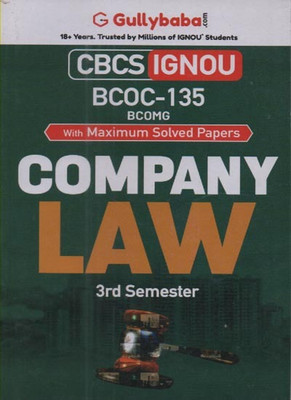 Gullybaba.com
18+ Years. Trusted by Millions of IGNOU Students
CBCS IGNOU
BCOC-135
BCOMG
With Maximum Solved Papers
COMPANY
LAW
3rd Semester